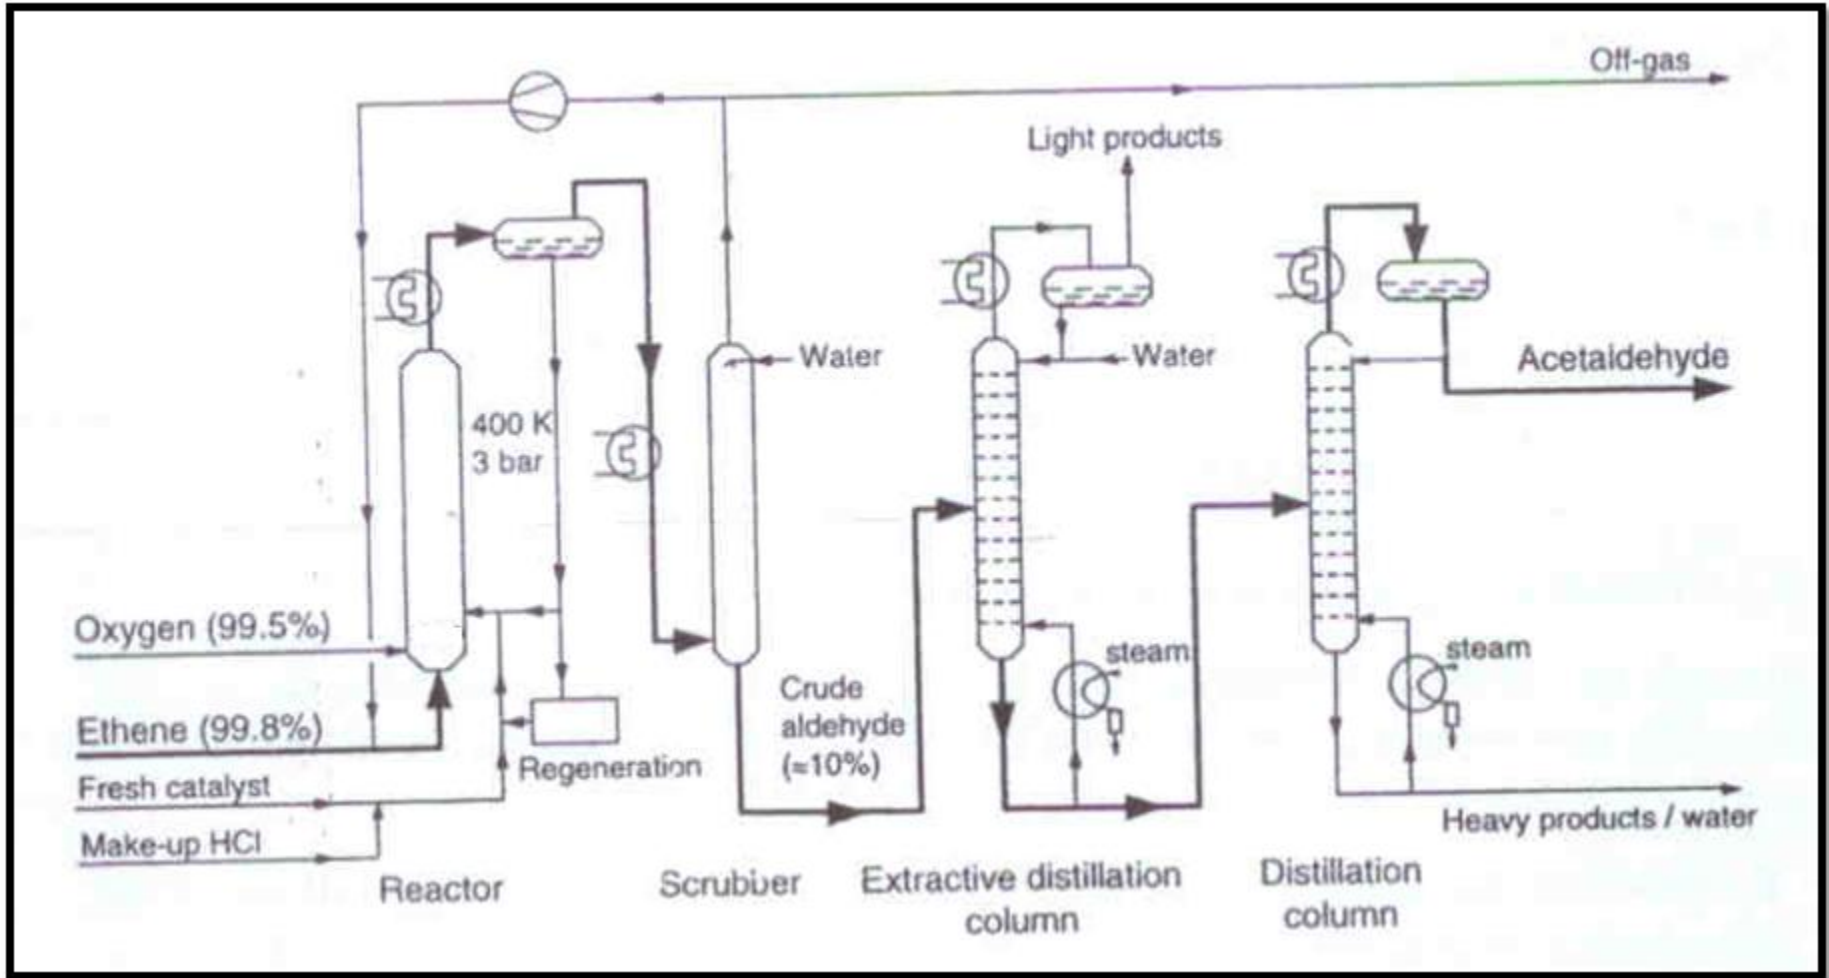 Off-gas
Light products
Water
Water
Acetaldehyde
400 K
3 bar
Oxygen (99.5%)
Ethene (99.8%)
Fresh catalyst
Make-up HCl
Regeneration
Crude
aldehyde
(≈10%)
steam
steam
Heavy products / water
Reactor
Scrubber
Extractive distillation
column
Distillation
column